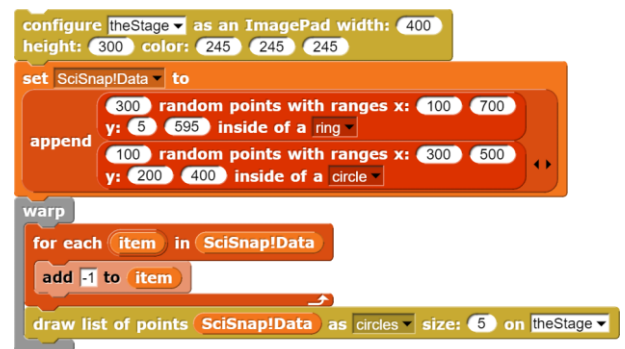 configure theStage as an ImagePad width: 400
height: 300 color: 245 245 245
set SciSnap!Data to
300 random points with ranges x: 100 700
y: 5 595 inside of a ring
append
100 random points with ranges x: 300 500
y: 200 400 inside of a circle
warp
for each item in SciSnap!Data
add -1 to item
draw list of points SciSnap!Data as circles size: 5 on theStage